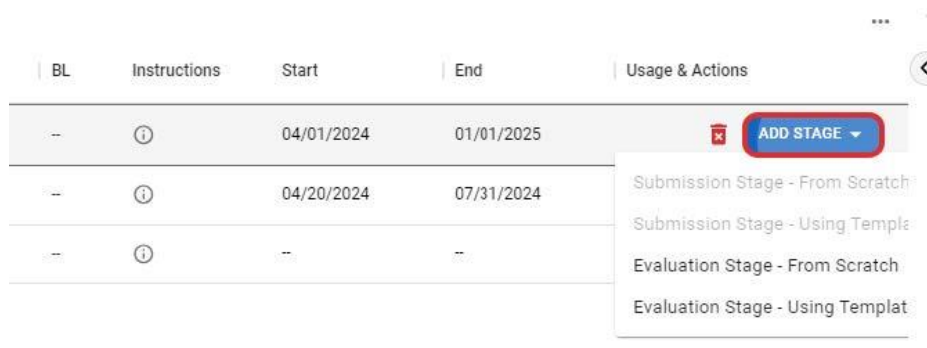 BL Instructions Start End Usage & Actions
-- 04/01/2024 01/01/2025 ADD STAGE
-- 04/20/2024 07/31/2024
-- -- --
Submission Stage - From Scratch
Submission Stage - Using Templa
Evaluation Stage - From Scratch
Evaluation Stage - Using Templat